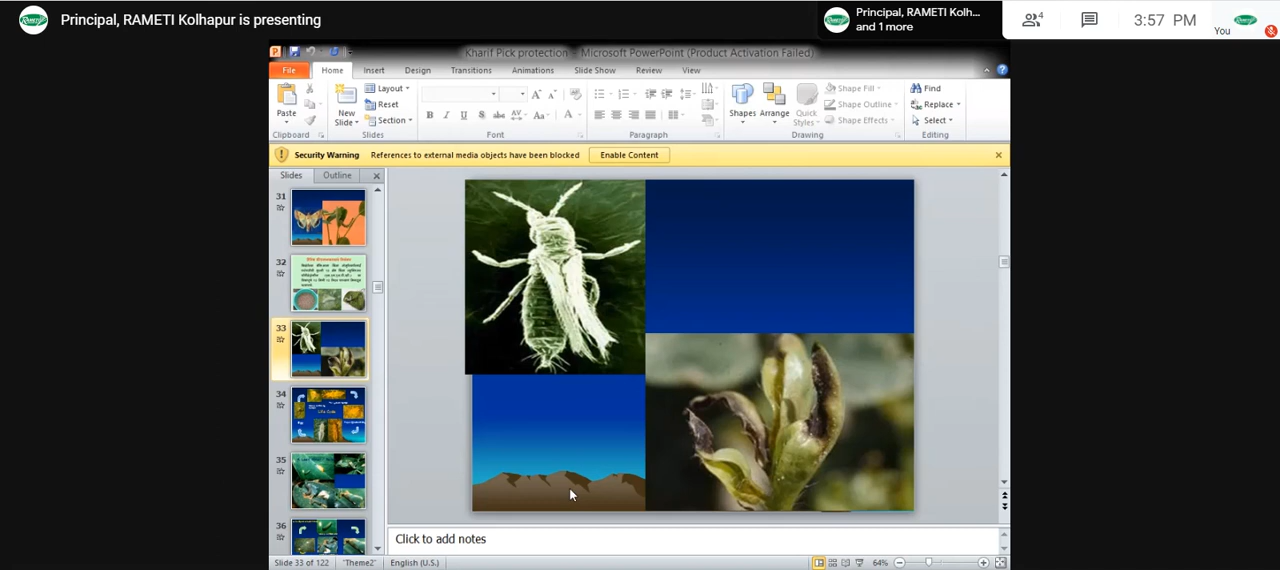 Principal, RAMETI Kolhapur is presenting
Principal, RAMETI Kolh...
and 1 more
4
3:57 PM
You
Kharif Pick protection - Microsoft PowerPoint (Product Activation Failed)
File Home Insert Design Transitions Animations Slide Show Review View
Paste
New
Slide
Layout
Reset
Section
Shapes
Arrange
Quick
Styles
Shape Fill
Shape Outline
Shape Effects
Find
Replace
Select
Clipboard Slides Font Paragraph Drawing Editing
Security Warning References to external media objects have been blocked Enable Content
Slides Outline
31
32
33
34
Life Cycle
35
36
Click to add notes
Slide 33 of 122 "Theme2" English (U.S.) 64%